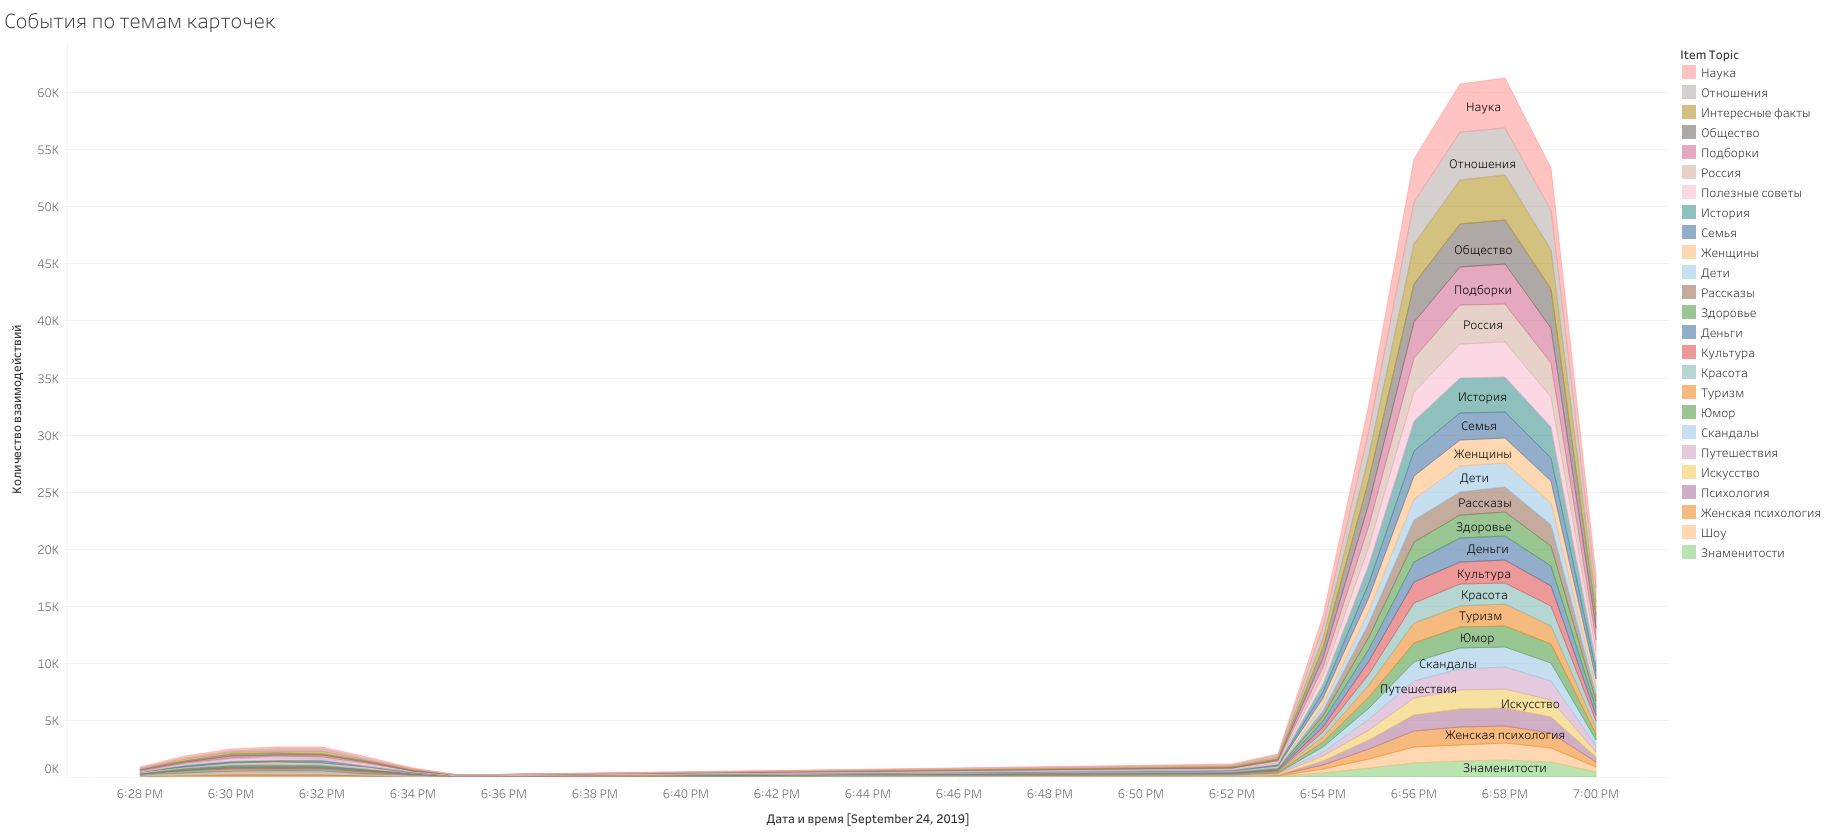 События по темам карточек
Item Topic
Наука
Отношения
Интересные факты
Общество
Подборки
Россия
Полезные советы
История
Семья
Женщины
Дети
Рассказы
Здоровье
Деньги
Культура
Красота
Туризм
Юмор
Скандалы
Путешествия
Искусство
Психология
Женская психология
Шоу
Знаменитости
Количество взаимодействий
60K
55K
50K
45K
40K
35K
30K
25K
20K
15K
10K
5K
0K
Наука
Отношения
Общество
Подборки
Россия
История
Семья
Женщины
Дети
Рассказы
Здоровье
Деньги
Культура
Красота
Туризм
Юмор
Скандалы
Путешествия
Искусство
Женская психология
Знаменитости
6:28 PM 6:30 PM 6:32 PM 6:34 PM 6:36 PM 6:38 PM 6:40 PM 6:42 PM 6:44 PM 6:46 PM 6:48 PM 6:50 PM 6:52 PM 6:54 PM 6:56 PM 6:58 PM 7:00 PM
Дата и время [September 24, 2019]